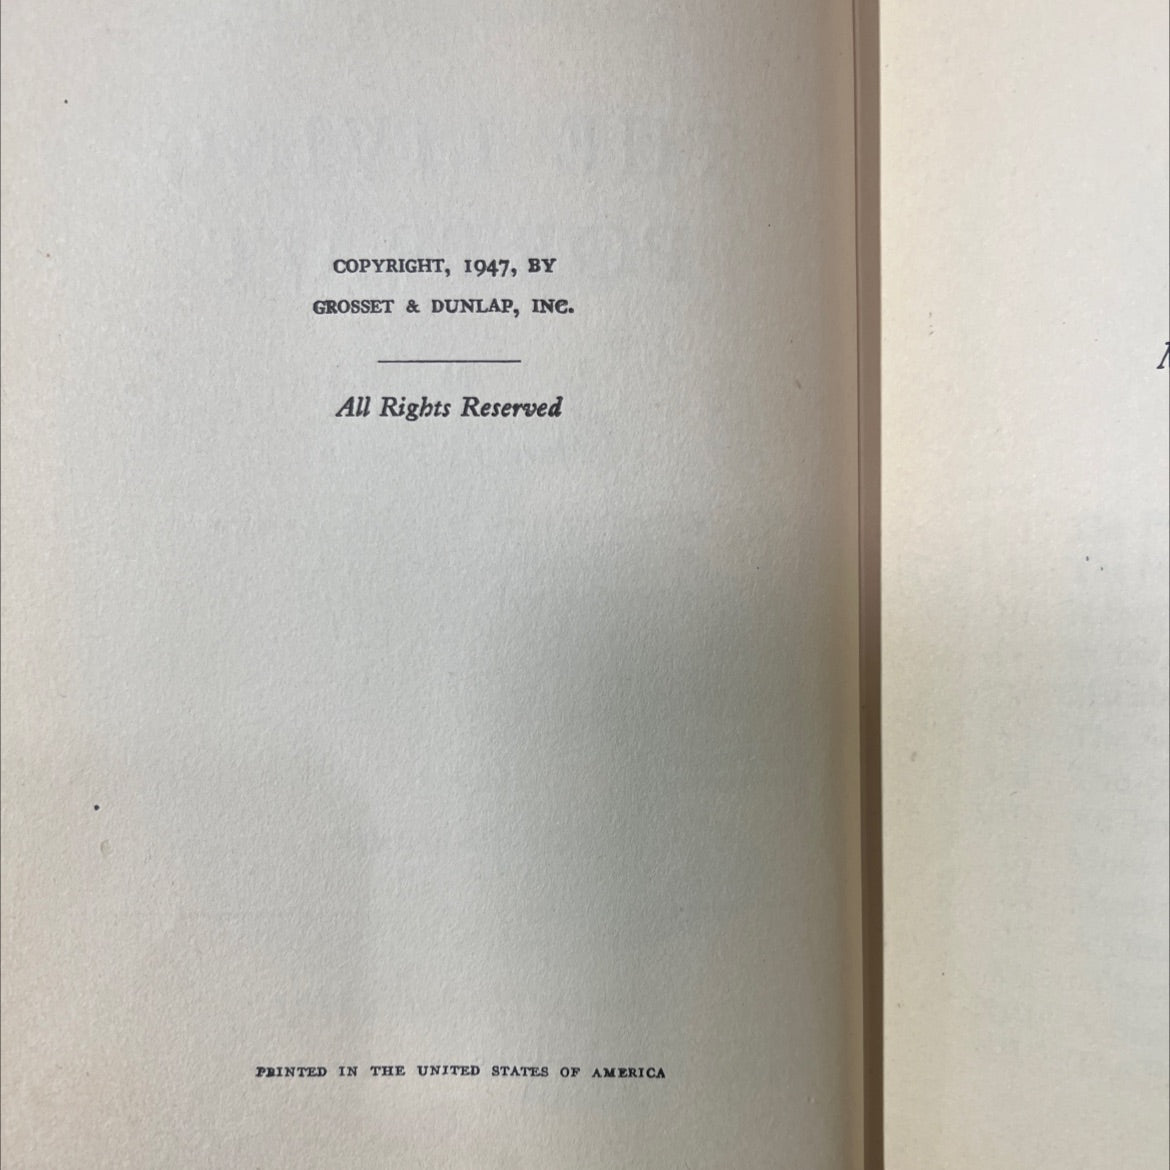 COPYRIGHT, 1947, BY
GROSSET & DUNLAP, INC.
All Rights Reserved
PRINTED IN THE UNITED STATES OF AMERICA